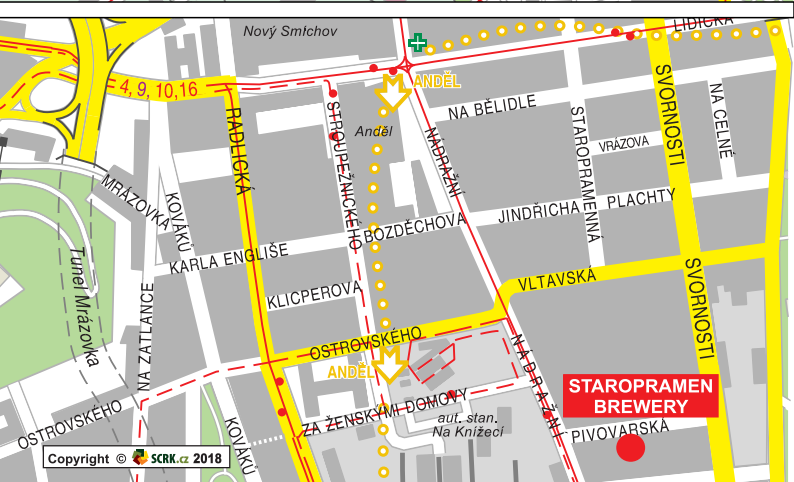 LIDICKÁ
Nový Smíchov
4, 9, 10,16
ANDĚL
NA BĚLIDLE
SVORNOSTI
NA CELNÉ
RADLICKÁ
STROUPEŽNICKÉHO
Anděl
NÁDRAŽNÍ
STAROPRAMENNÁ
VRÁZOVA
MRÁZOVKA
KOVÁKŮ
JINDŘICHA PLACHTY
BOZDĚCHOVA
KARLA ENGLIŠE
Tunel Mrázovka
KLICPEROVA
VLTAVSKÁ
SVORNOSTI
NA ZATLANCE
OSTROVSKÉHO
NÁDRAŽNÍ
ANDĚL
STAROPRAMEN
BREWERY
ZA ŽENSKÝMI DOMOVY
OSTROVSKÉHO
KOVÁKŮ
aut. stan.
Na Knížecí
PIVOVARSKÁ
Copyright © SCRK.cz 2018